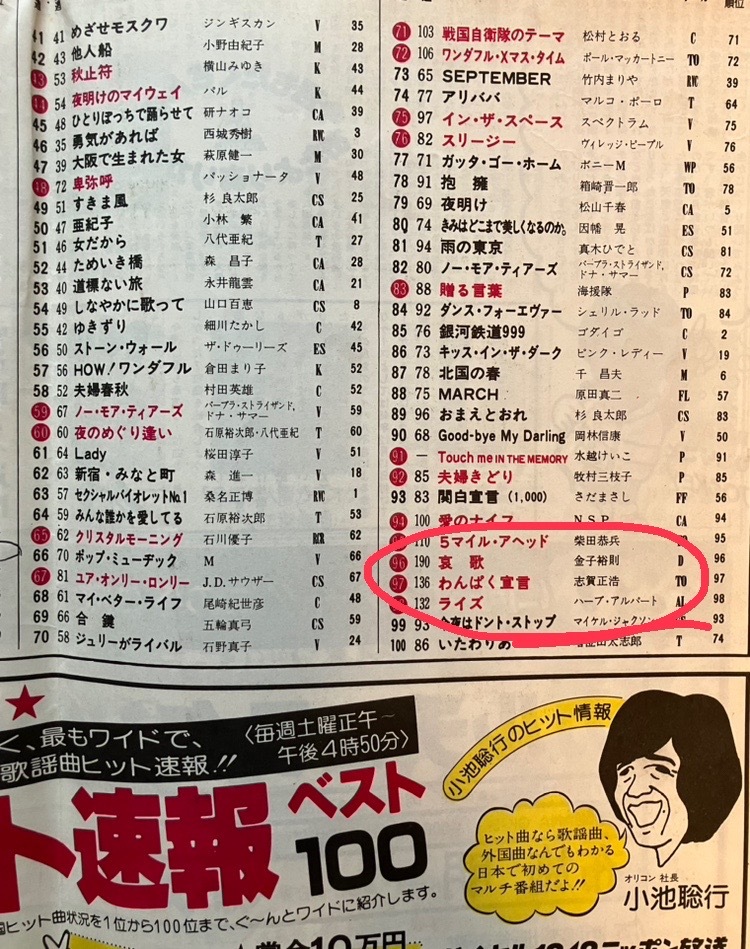 順位
41 41 めざせモスクワ ジンギスカン V 35
42 43 他人船 小野由紀子 M 28
43 53 秋止符 横山みゆき K 43
44 54 夜明けのマイウェイ パル K 44
45 48 ひとりぼっちで踊らせて 研ナオコ CA 39
46 35 勇気があれば 西城秀樹 RVC 3
47 39 大阪で生まれた女 萩原健一 M 30
48 72 卑弥呼 パッショナータ V 48
49 51 すきま風 杉 良太郎 CS 25
50 47 亜紀子 小林 繁 CA 41
51 46 女だから 八代亜紀 T 27
52 44 ためいき橋 森 昌子 CA 28
53 40 道標ない旅 永井龍雲 CA 21
54 49 しなやかに歌って 山口百恵 CS 8
55 42 ゆきずり 細川たかし C 42
56 50 ストーン・ウォール ザ・ドゥーリーズ ES 45
57 56 HOW!ワンダフル 倉田まり子 K 52
58 52 夫婦春秋 村田英雄 C 52
59 67 ノー・モア・ティアーズ バーブラ・ストライザンド, ドナ・サマー V 59
60 60 夜のめぐり逢い 石原裕次郎・八代亜紀 T 60
61 64 Lady 桜田淳子 V 51
62 63 新宿・みなと町 森 進一 V 18
63 57 セクシャルバイオレットNo.1 桑名正博 RVC 1
64 59 みんな誰かを愛してる 石原裕次郎 T 53
65 62 クリスタルモーニング 石川優子 62
66 70 ポップ・ミューヂック M V 66
67 81 ユア・オンリー・ロンリー J.D.サウザー CS 67
68 61 マイ・ベター・ライフ 尾崎紀世彦 C 48
69 66 合鍵 五輪真弓 CS 59
70 58 ジュリーがライバル 石野真子 V 24
71 103 戦国自衛隊のテーマ 松村とおる C 71
72 106 ワンダフルXマス・タイム ポール・マッカートニー TO 72
73 65 SEPTEMBER 竹内まりや RVC 39
74 77 アリババ マルコ・ポーロ T 64
75 97 イン・ザ・スペース スペクトラム V 75
76 82 スリージー ヴィレッジ・ピープル V 76
77 71 ガッタ・ゴー・ホーム ボニーM WP 56
78 91 抱擁 箱崎晋一郎 TO 78
79 69 夜明け 松山千春 CA 5
80 74 きみはどこまで美しくなるのか。 因幡 晃 ES 51
81 94 雨の東京 真木ひでと CS 81
82 80 ノー・モア・ティアーズ バーブラ・ストライザンド, ドナ・サマー CS 72
83 88 贈る言葉 海援隊 P 83
84 92 ダンス・フォーエヴァー シェリル・ラッド TO 84
85 76 銀河鉄道999 ゴダイゴ C 2
86 73 キッス・イン・ザ・ダーク ピンク・レディー V 19
87 78 北国の春 千 昌夫 M 6
88 75 MARCH 原田真二 FL 57
89 96 おまえとおれ 杉 良太郎 CS 83
90 68 Good-bye My Darling 岡林信康 V 50
91 − Touch me IN THE MEMORY 水越けいこ P 91
92 85 夫婦きどり 牧村三枝子 P 85
93 83 関白宣言(1,000) さだまさし FF 56
94 100 愛のナイフ N.S.P CA 94
110 5マイル・アヘッド 柴田恭兵 95
96 190 哀歌 金子裕則 D 96
97 136 わんぱく宣言 志賀正浩 TO 97
132 ライズ ハーブ・アルパート AI 98
99 93 今夜はドント・ストップ マイケル・ジャクソン 93
100 86 いたわりの 太志郎 T 74
く、最もワイドで、
歌謡曲ヒット速報!!
〈毎週土曜正午〜
午後4時50分〉
ト速報 ベスト
100
ヒット曲状況を1位から100位まで、ぐ〜んとワイドに紹介します。
小池聡行のヒット情報
ヒット曲なら歌謡曲、
外国曲なんでもわかる
日本で初めての
マルチ番組だよ!!
オリコン 社長
小池聡行
★賞金10万円
ニッポン放送